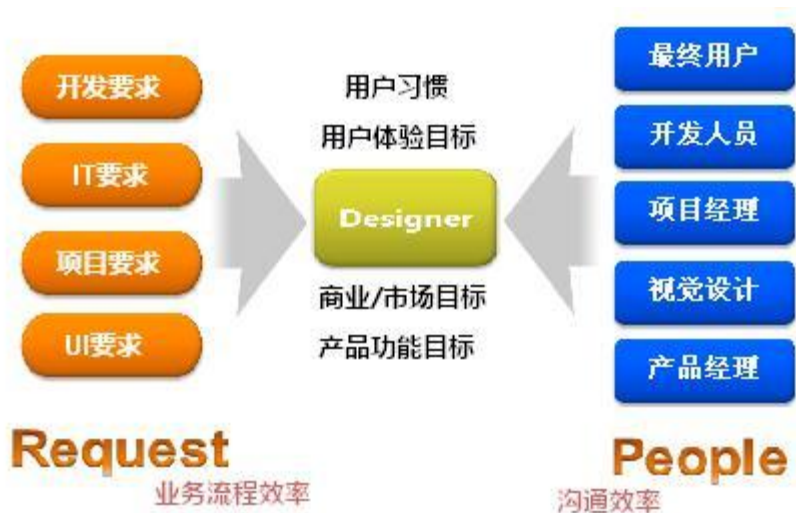 开发要求
IT要求
项目要求
UI要求
Request
业务流程效率
用户习惯
用户体验目标
Designer
商业/市场目标
产品功能目标
最终用户
开发人员
项目经理
视觉设计
产品经理
People
沟通效率